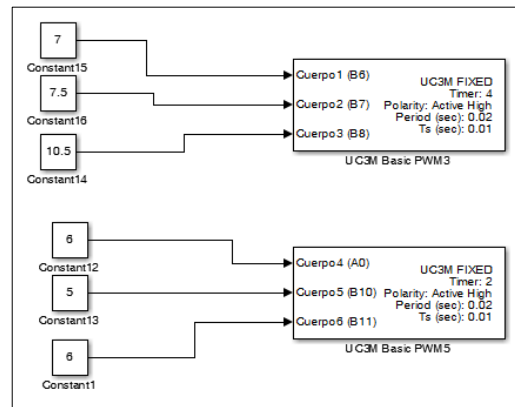 7
Constant15
7.5
Constant16
10.5
Constant14
Cuerpo1 (B6)
Cuerpo2 (B7)
Cuerpo3 (B8)
UC3M FIXED
Timer: 4
Polarity: Active High
Period (sec): 0.02
Ts (sec): 0.01
UC3M Basic PWM3
6
Constant12
5
Constant13
6
Constant1
Cuerpo4 (A0)
Cuerpo5 (B10)
Cuerpo6 (B11)
UC3M FIXED
Timer: 2
Polarity: Active High
Period (sec): 0.02
Ts (sec): 0.01
UC3M Basic PWM5